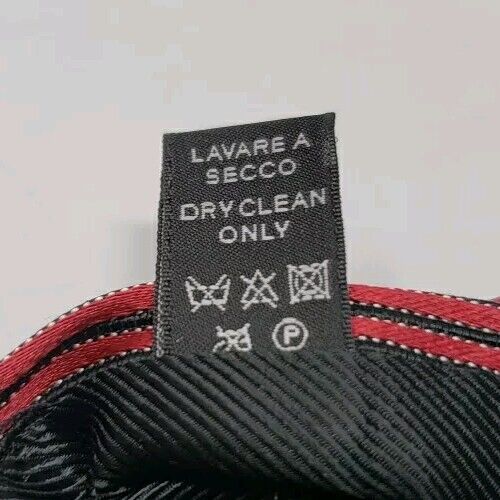 LAVARE A
SECCO
DRY CLEAN
ONLY
P